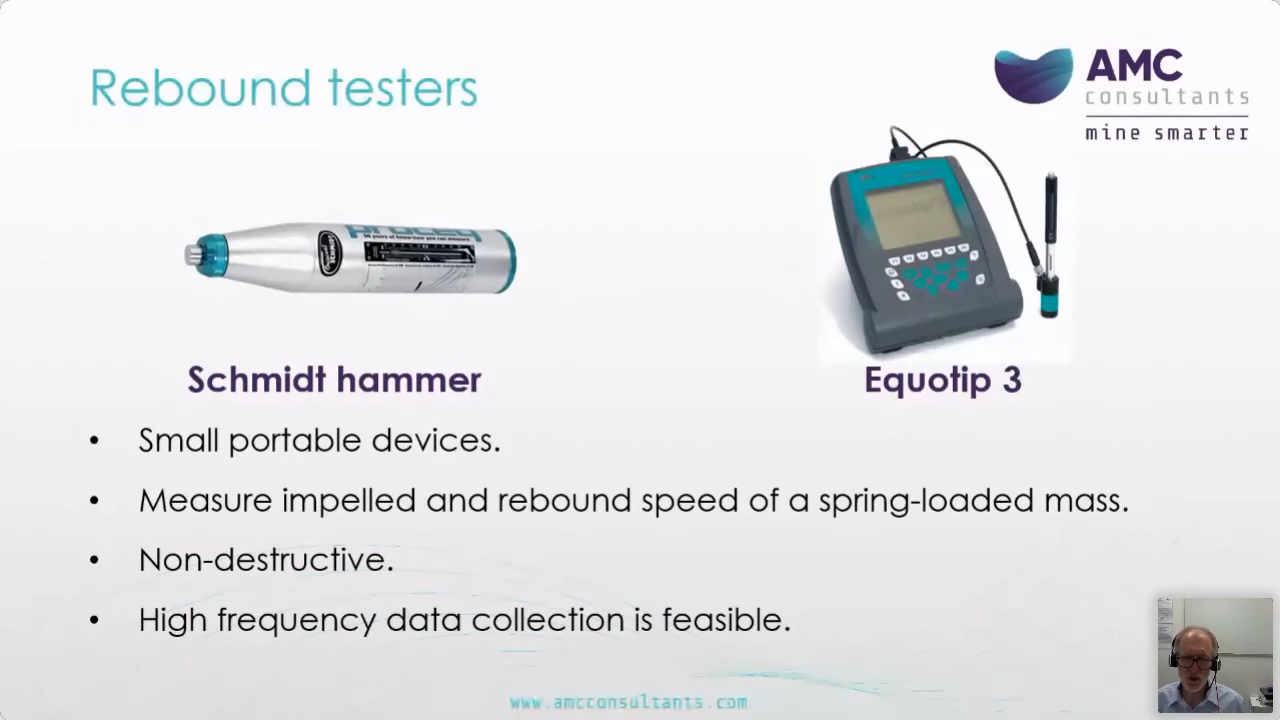 Rebound testers
AMC
consultants
mine smarter
proceq
Schmidt hammer
Equotip 3
• Small portable devices.
• Measure impelled and rebound speed of a spring-loaded mass.
• Non-destructive.
• High frequency data collection is feasible.
www.amcconsultants.com